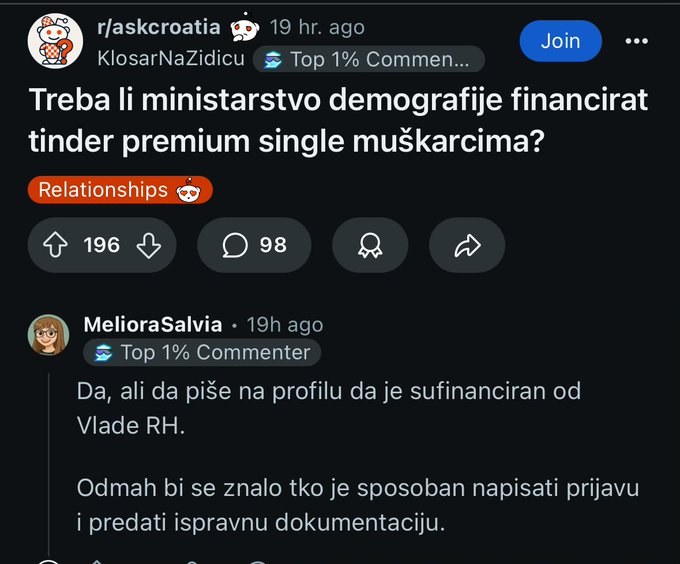 r/askcroatia 19 hr. ago
Join
KlosarNaZidicu Top 1% Commen...
Treba li ministarstvo demografije financirat
tinder premium single muškarcima?
Relationships
196 98
MelioraSalvia • 19h ago
Top 1% Commenter
Da, ali da piše na profilu da je sufinanciran od
Vlade RH.
Odmah bi se znalo tko je sposoban napisati prijavu
i predati ispravnu dokumentaciju.